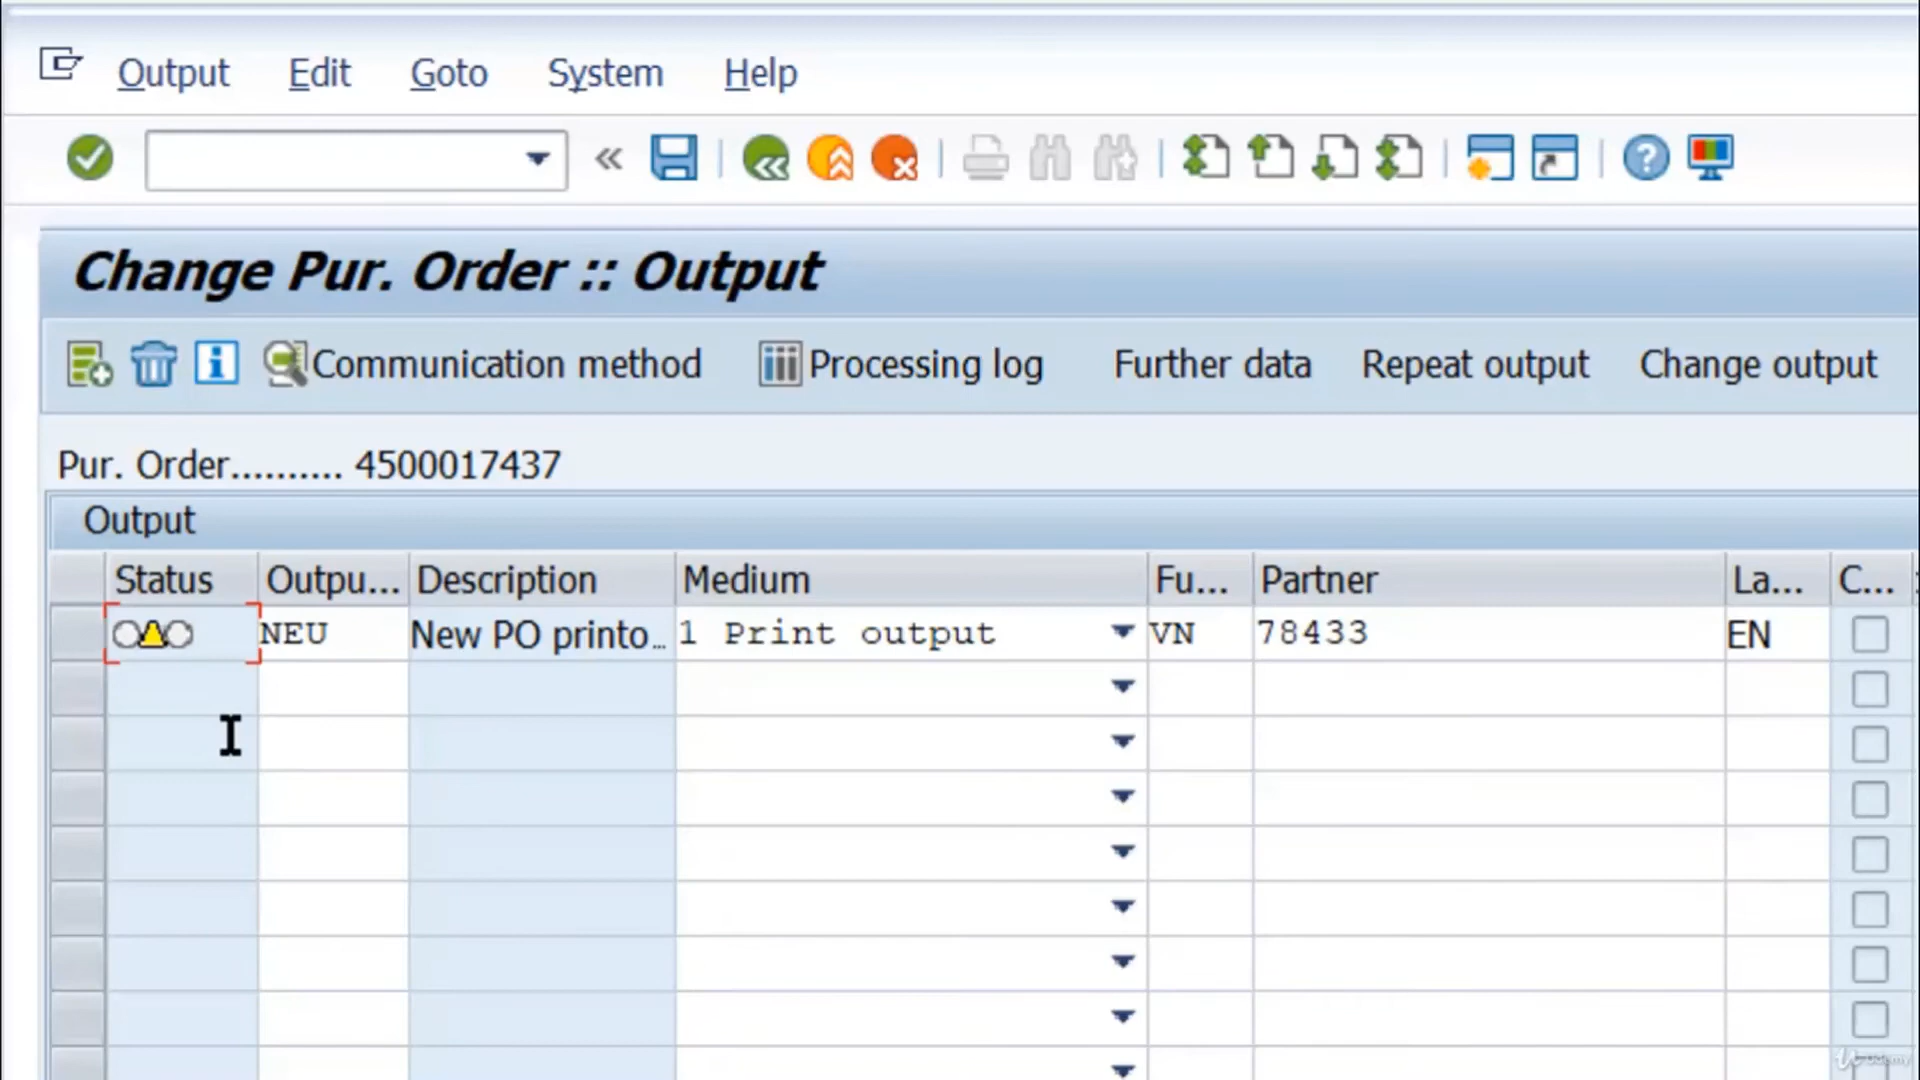 Output Edit Goto System Help
Change Pur. Order :: Output
Communication method Processing log Further data Repeat output Change output
Pur. Order.......... 4500017437
Output
Status Outpu... Description Medium Fu... Partner La... C...
NEU New PO printo... 1 Print output VN 78433 EN
Udemy